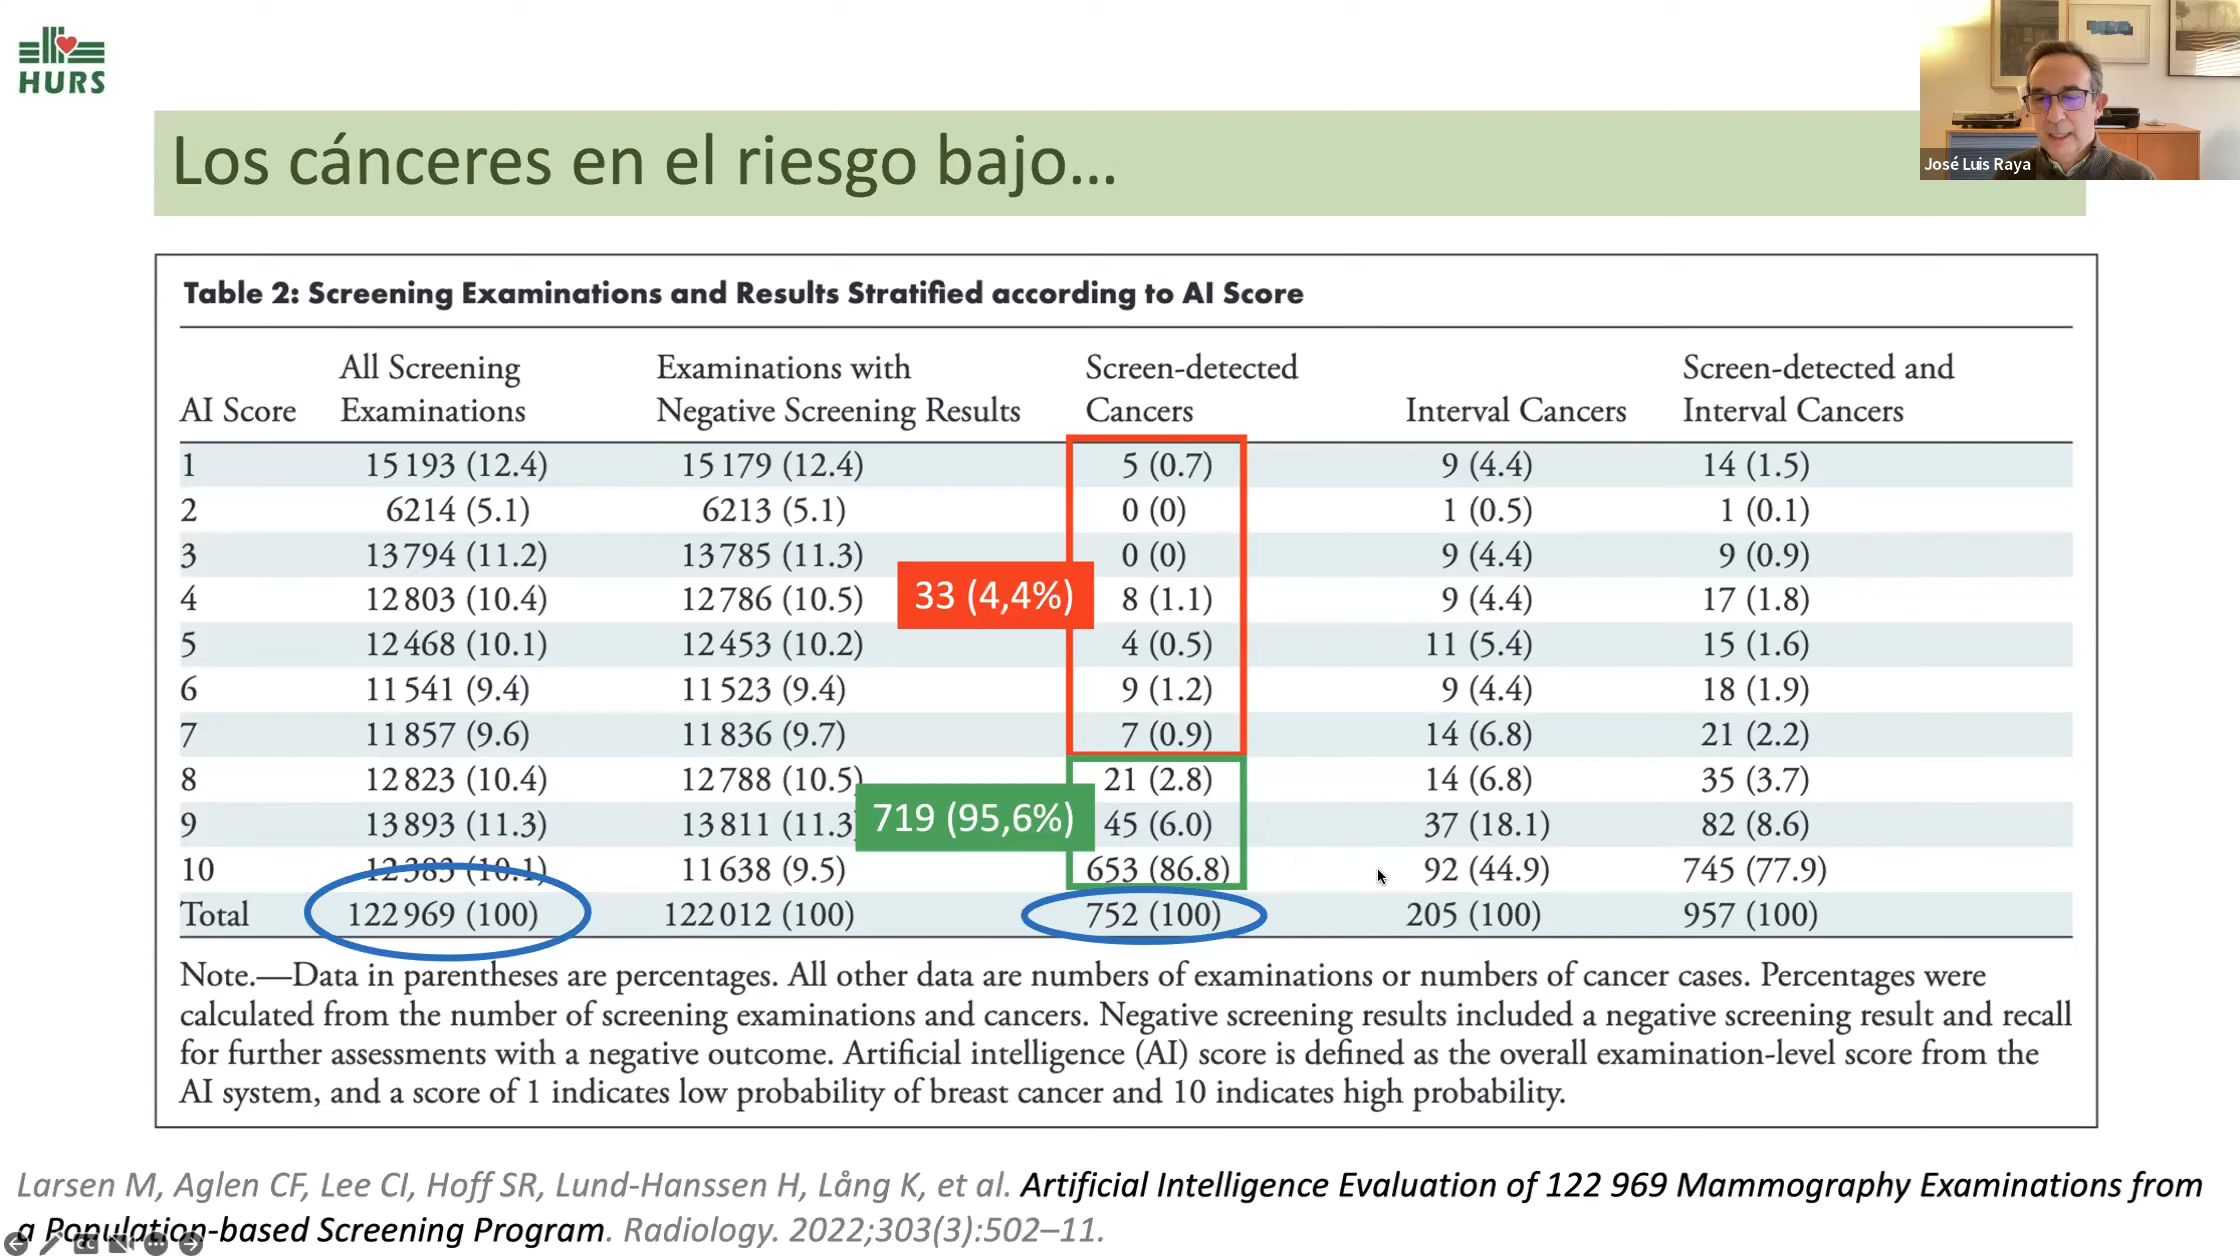 HURS
José Luis Raya
Los cánceres en el riesgo bajo...
Table 2: Screening Examinations and Results Stratified according to AI Score
AI Score | All Screening Examinations | Examinations with Negative Screening Results | Screen-detected Cancers | Interval Cancers | Screen-detected and Interval Cancers
1 15 193 (12.4) 15 179 (12.4) 5 (0.7) 9 (4.4) 14 (1.5)
2 6214 (5.1) 6213 (5.1) 0 (0) 1 (0.5) 1 (0.1)
3 13 794 (11.2) 13 785 (11.3) 0 (0) 9 (4.4) 9 (0.9)
33 (4,4%)
4 12 803 (10.4) 12 786 (10.5) 8 (1.1) 9 (4.4) 17 (1.8)
5 12 468 (10.1) 12 453 (10.2) 4 (0.5) 11 (5.4) 15 (1.6)
6 11 541 (9.4) 11 523 (9.4) 9 (1.2) 9 (4.4) 18 (1.9)
7 11 857 (9.6) 11 836 (9.7) 7 (0.9) 14 (6.8) 21 (2.2)
8 12 823 (10.4) 12 788 (10.5) 21 (2.8) 14 (6.8) 35 (3.7)
719 (95,6%)
9 13 893 (11.3) 13 811 (11.3 45 (6.0) 37 (18.1) 82 (8.6)
10 12 383 (10.1) 11 638 (9.5) 653 (86.8) 92 (44.9) 745 (77.9)
Total 122 969 (100) 122 012 (100) 752 (100) 205 (100) 957 (100)
Note.—Data in parentheses are percentages. All other data are numbers of examinations or numbers of cancer cases. Percentages were
calculated from the number of screening examinations and cancers. Negative screening results included a negative screening result and recall
for further assessments with a negative outcome. Artificial intelligence (AI) score is defined as the overall examination-level score from the
AI system, and a score of 1 indicates low probability of breast cancer and 10 indicates high probability.
Larsen M, Aglen CF, Lee CI, Hoff SR, Lund-Hanssen H, Lång K, et al. Artificial Intelligence Evaluation of 122 969 Mammography Examinations from
a Population-based Screening Program. Radiology. 2022;303(3):502–11.
CC